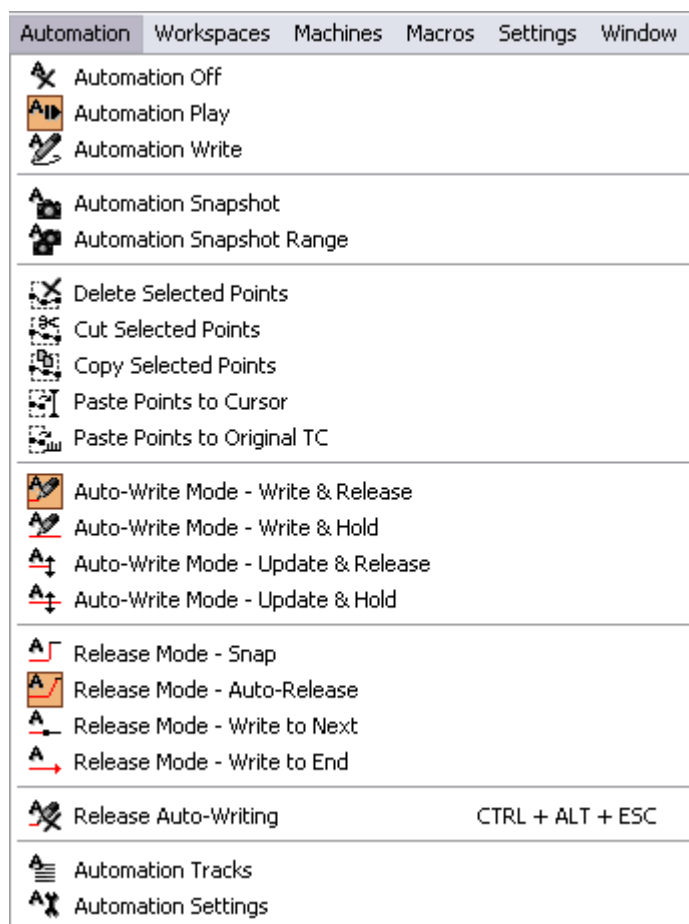 Automation Workspaces Machines Macros Settings Window
Automation Off
Automation Play
Automation Write
Automation Snapshot
Automation Snapshot Range
Delete Selected Points
Cut Selected Points
Copy Selected Points
Paste Points to Cursor
Paste Points to Original TC
Auto-Write Mode - Write & Release
Auto-Write Mode - Write & Hold
Auto-Write Mode - Update & Release
Auto-Write Mode - Update & Hold
Release Mode - Snap
Release Mode - Auto-Release
Release Mode - Write to Next
Release Mode - Write to End
Release Auto-Writing CTRL + ALT + ESC
Automation Tracks
Automation Settings